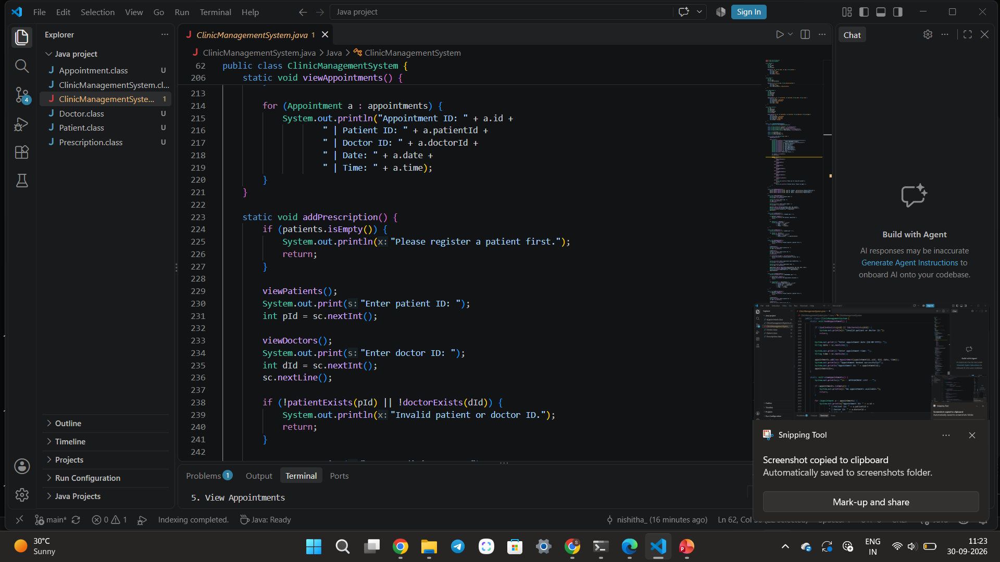 File Edit Selection View Go Run Terminal Help
Java project
Sign In
Explorer
Java project
Appointment.class U
ClinicManagementSystem.cl...
ClinicManagementSyste... 1
Doctor.class U
Patient.class U
Prescription.class U
4
Outline
Timeline
Projects
Run Configuration
Java Projects
ClinicManagementSystem.java 1
ClinicManagementSystem.java > Java > ClinicManagementSystem
62 public class ClinicManagementSystem {
206 static void viewAppointments() {
213
214 for (Appointment a : appointments) {
215 System.out.println("Appointment ID: " + a.id +
216 " | Patient ID: " + a.patientId +
217 " | Doctor ID: " + a.doctorId +
218 " | Date: " + a.date +
219 " | Time: " + a.time);
220 }
221 }
222
223 static void addPrescription() {
224 if (patients.isEmpty()) {
225 System.out.println(x: "Please register a patient first.");
226 return;
227 }
228
229 viewPatients();
230 System.out.print(s: "Enter patient ID: ");
231 int pId = sc.nextInt();
232
233 viewDoctors();
234 System.out.print(s: "Enter doctor ID: ");
235 int dId = sc.nextInt();
236 sc.nextLine();
237
238 if (!patientExists(pId) || !doctorExists(dId)) {
239 System.out.println(x: "Invalid patient or doctor ID.");
240 return;
241 }
242
Problems 1 Output Terminal Ports
5. View Appointments
Chat
Build with Agent
AI responses may be inaccurate
Generate Agent Instructions to
onboard AI onto your codebase.
Snipping Tool
Screenshot copied to clipboard
Automatically saved to screenshots folder.
Mark-up and share
main* 0 1 Indexing completed. Java: Ready
nishitha_ (16 minutes ago) Ln 62, Col
30°C
Sunny
ENG
IN
11:23
30-09-2026